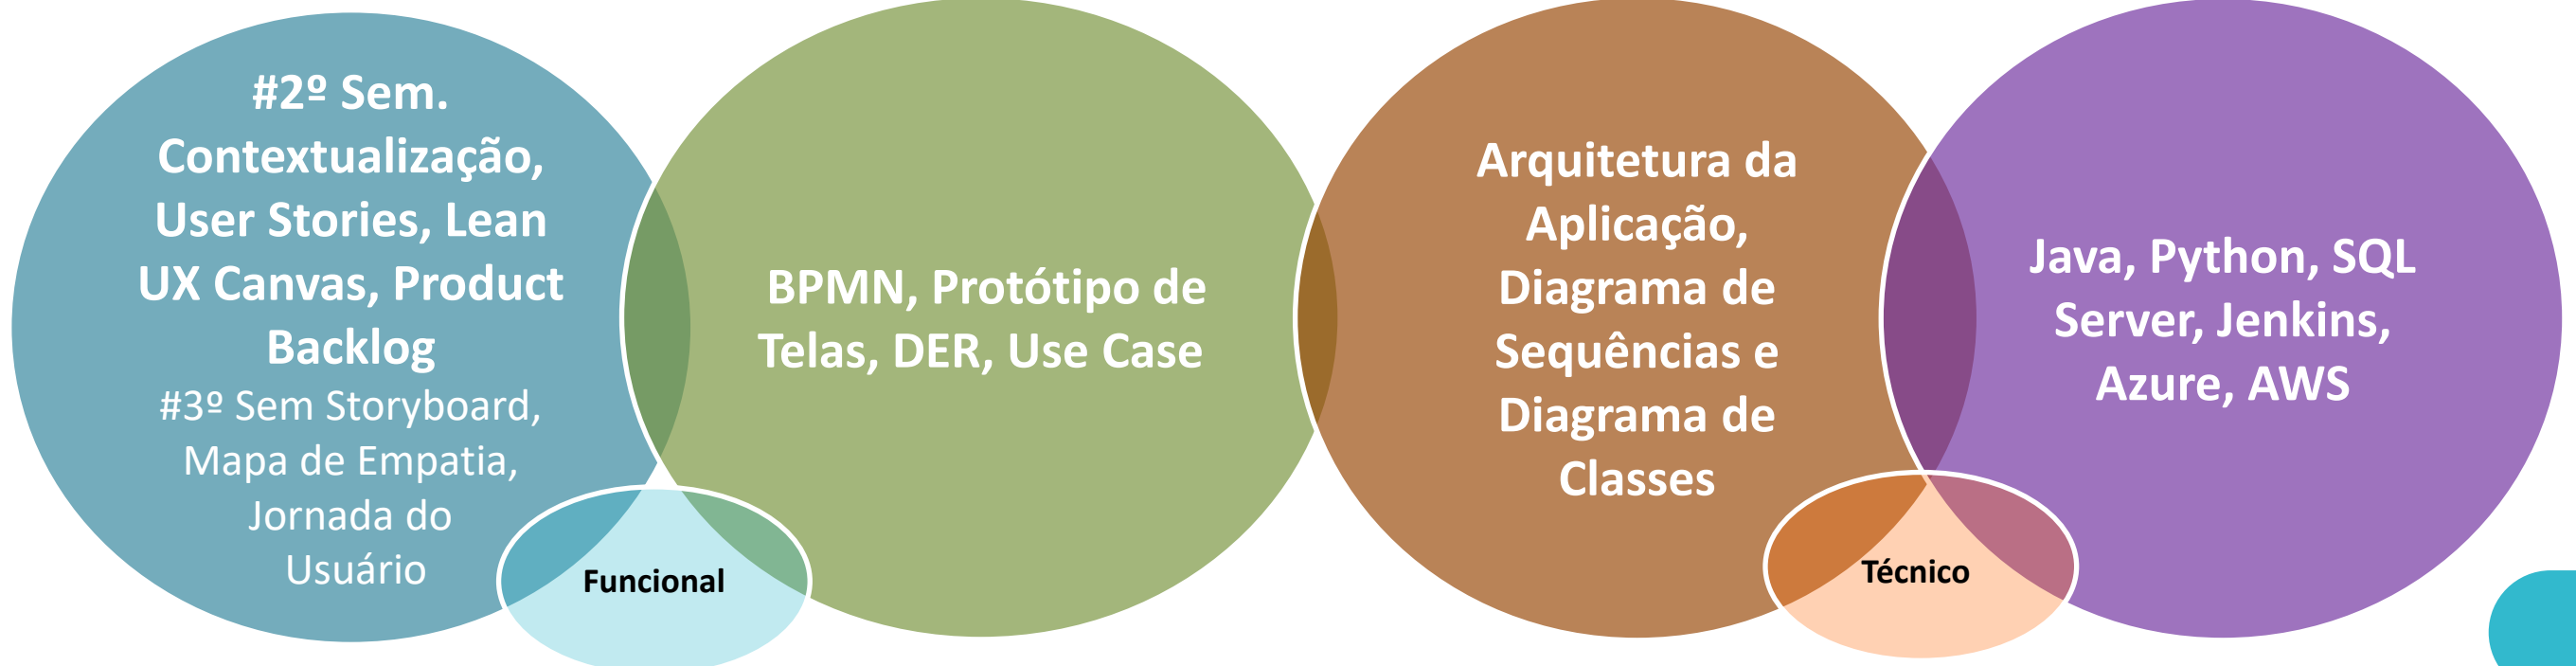 #2º Sem.
Contextualização,
User Stories, Lean
UX Canvas, Product
Backlog
#3º Sem Storyboard,
Mapa de Empatia,
Jornada do
Usuário
Funcional
BPMN, Protótipo de
Telas, DER, Use Case
Arquitetura da
Aplicação,
Diagrama de
Sequências e
Diagrama de
Classes
Técnico
Java, Python, SQL
Server, Jenkins,
Azure, AWS